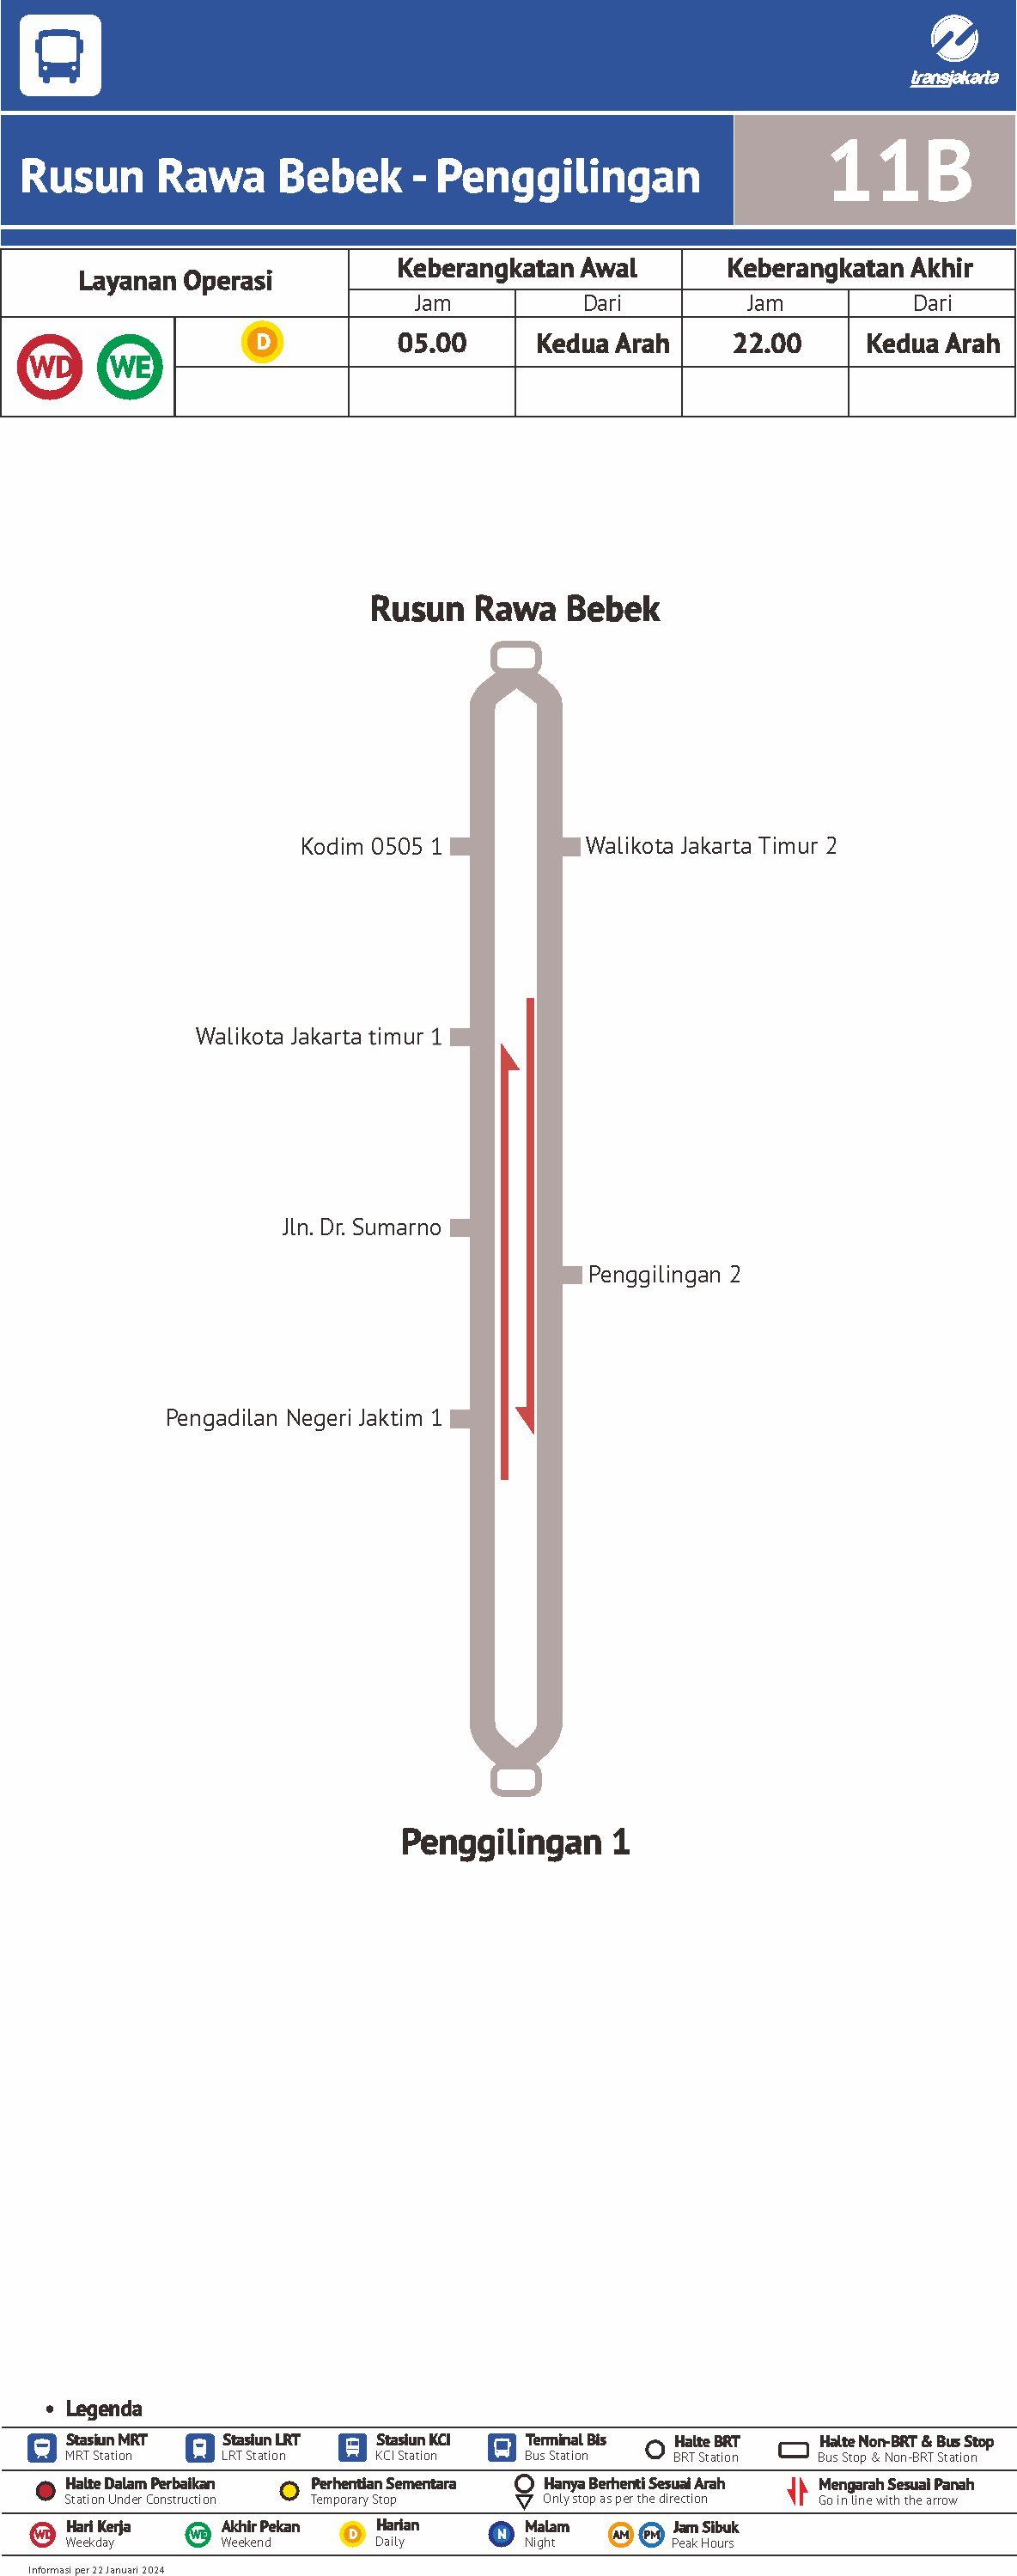 transjakarta
Rusun Rawa Bebek - Penggilingan
11B
Layanan Operasi
Keberangkatan Awal
Keberangkatan Akhir
Jam
Dari
Jam
Dari
WD
WE
D
05.00
Kedua Arah
22.00
Kedua Arah
Rusun Rawa Bebek
Kodim 0505 1
Walikota Jakarta Timur 2
Walikota Jakarta timur 1
Jln. Dr. Sumarno
Penggilingan 2
Pengadilan Negeri Jaktim 1
Penggilingan 1
• Legenda
Stasiun MRT
MRT Station
Stasiun LRT
LRT Station
Stasiun KCI
KCI Station
Terminal Bis
Bus Station
Halte BRT
BRT Station
Halte Non-BRT & Bus Stop
Bus Stop & Non-BRT Station
Halte Dalam Perbaikan
Station Under Construction
Perhentian Sementara
Temporary Stop
Hanya Berhenti Sesuai Arah
Only stop as per the direction
Mengarah Sesuai Panah
Go in line with the arrow
WD
Hari Kerja
Weekday
WE
Akhir Pekan
Weekend
D
Harian
Daily
N
Malam
Night
AM
PM
Jam Sibuk
Peak Hours
Informasi per 22 Januari 2024